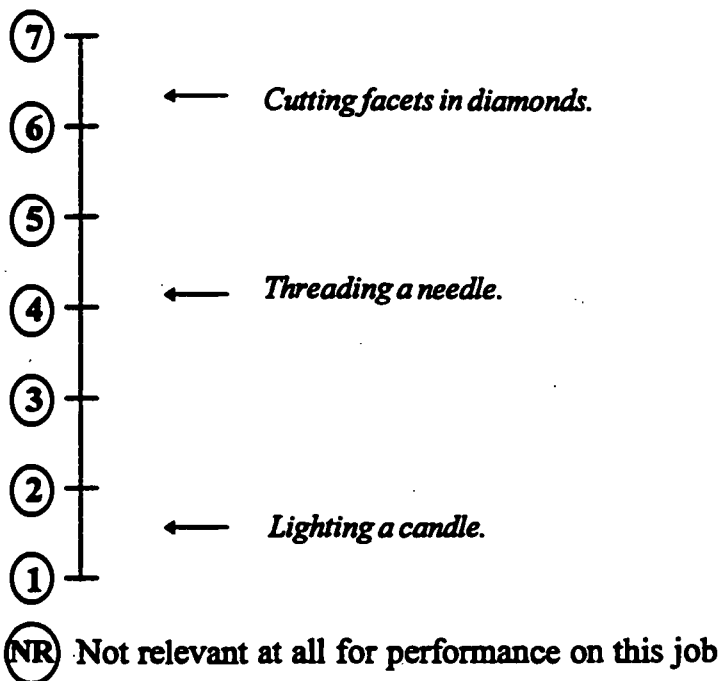 7
Cutting facets in diamonds.
6
5
Threading a needle.
4
3
2
Lighting a candle.
1
NR Not relevant at all for performance on this job